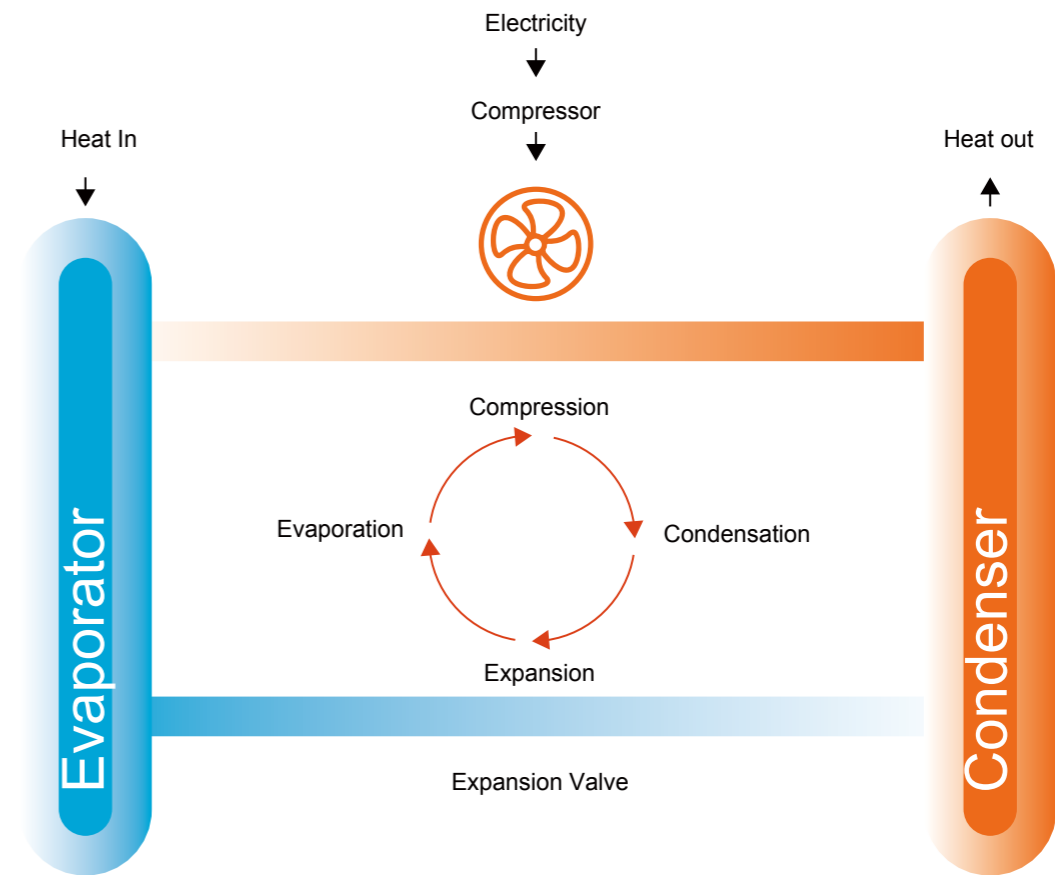 Electricity
Compressor
Heat In
Heat out
Compression
Evaporation
Condensation
Expansion
Expansion Valve
Evaporator
Condenser